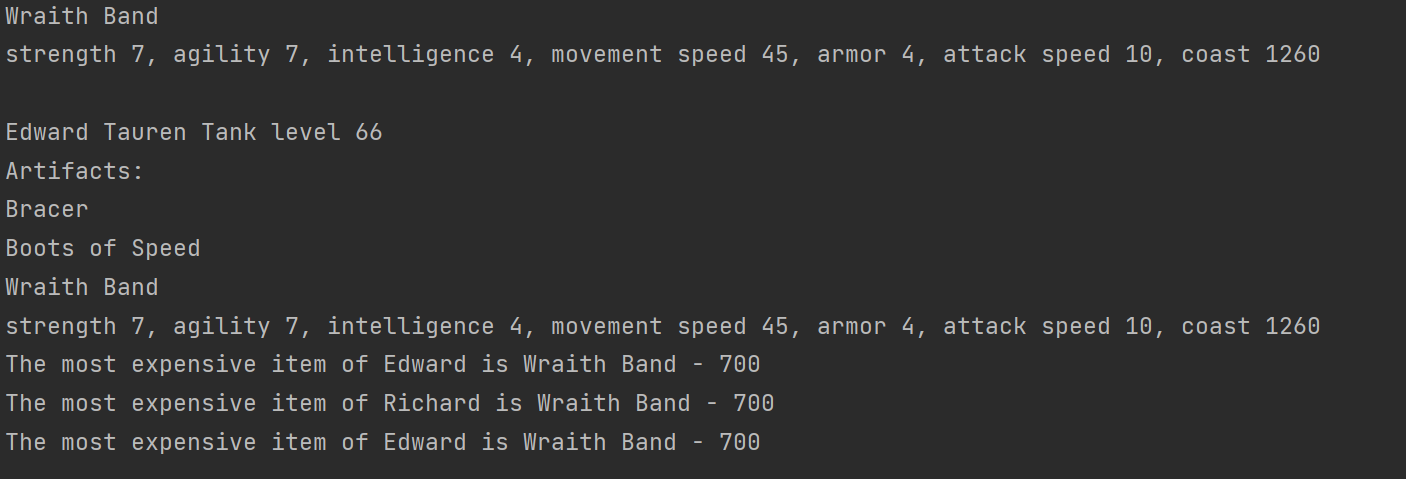 Wraith Band
strength 7, agility 7, intelligence 4, movement speed 45, armor 4, attack speed 10, coast 1260
Edward Tauren Tank level 66
Artifacts:
Bracer
Boots of Speed
Wraith Band
strength 7, agility 7, intelligence 4, movement speed 45, armor 4, attack speed 10, coast 1260
The most expensive item of Edward is Wraith Band - 700
The most expensive item of Richard is Wraith Band - 700
The most expensive item of Edward is Wraith Band - 700